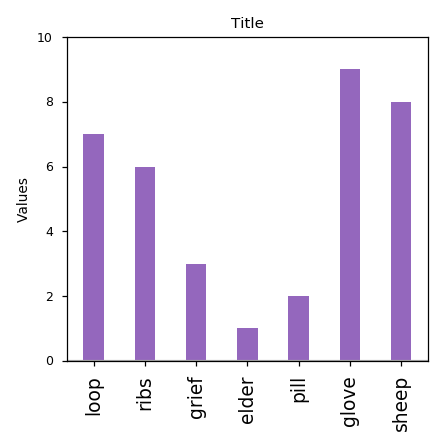 Title
Values
10
8
6
4
2
0
loop
ribs
grief
elder
pill
glove
sheep